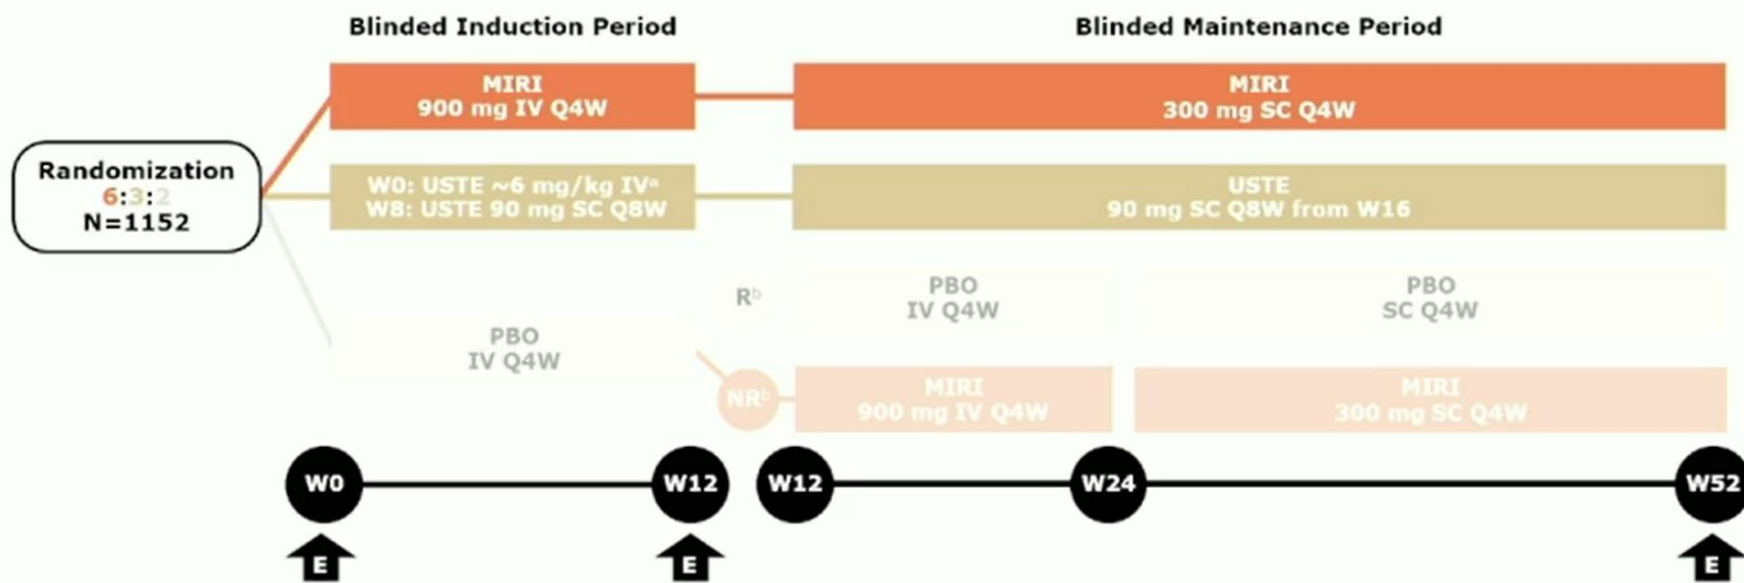 Blinded Induction Period
Blinded Maintenance Period
MIRI
900 mg IV Q4W
MIRI
300 mg SC Q4W
Randomization
6:3:2
N=1152
W0: USTE ~6 mg/kg IVᵃ
W8: USTE 90 mg SC Q8W
USTE
90 mg SC Q8W from W16
PBO
IV Q4W
Rᵇ
PBO
IV Q4W
PBO
SC Q4W
NRᵇ
MIRI
900 mg IV Q4W
MIRI
300 mg SC Q4W
W0
W12
W12
W24
W52
E
E
E